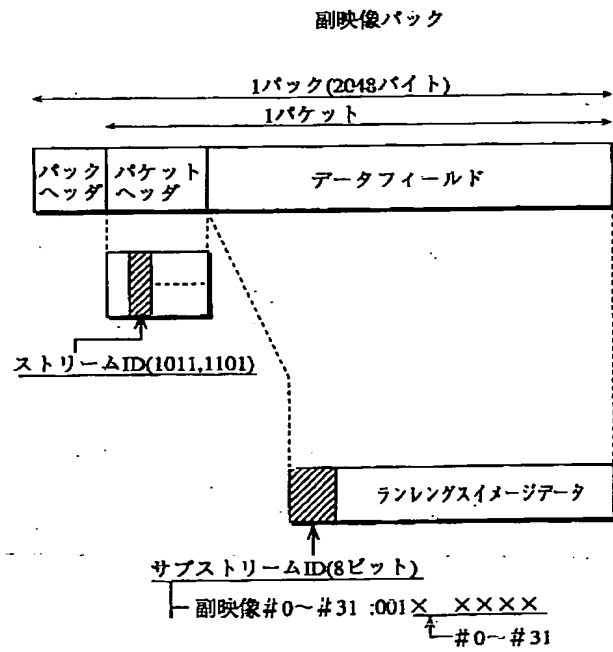 副映像パック
1パック(2048バイト)
1パケット
パック
ヘッダ
パケット
ヘッダ
データフィールド
ストリームID(1011,1101)
ランレングスイメージデータ
サブストリームID(8ビット)
副映像#0～#31 :001× ××××
#0～#31